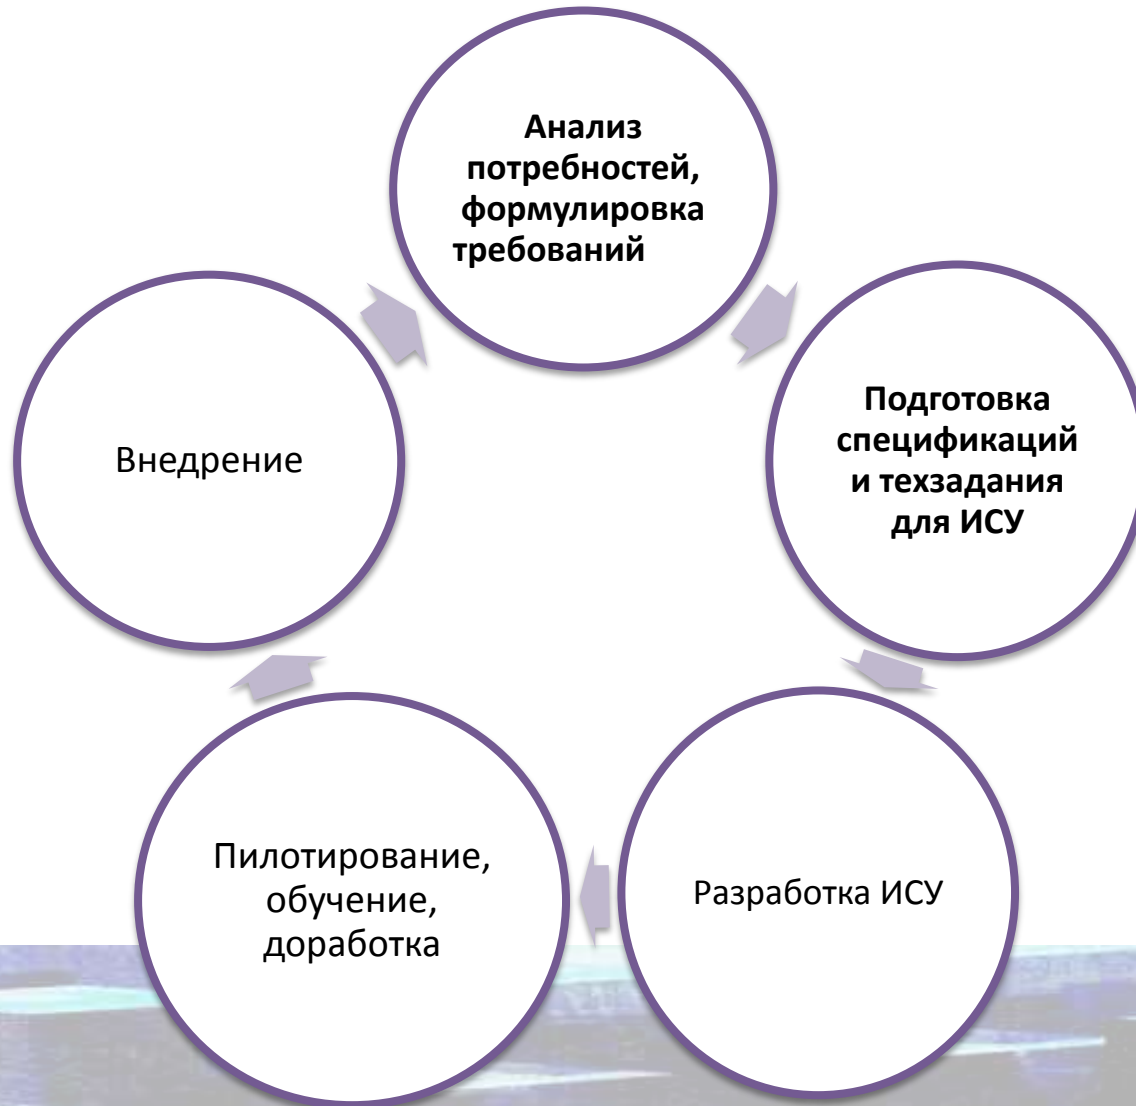 Анализ
потребностей,
формулировка
требований
Подготовка
спецификаций
и техзадания
для ИСУ
Разработка ИСУ
Пилотирование,
обучение,
доработка
Внедрение